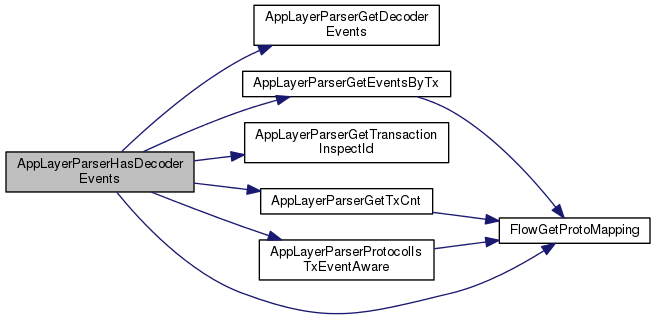 AppLayerParserGetDecoder
Events
AppLayerParserGetEventsByTx
AppLayerParserHasDecoder
Events
AppLayerParserGetTransaction
InspectId
AppLayerParserGetTxCnt
AppLayerParserProtocolIs
TxEventAware
FlowGetProtoMapping